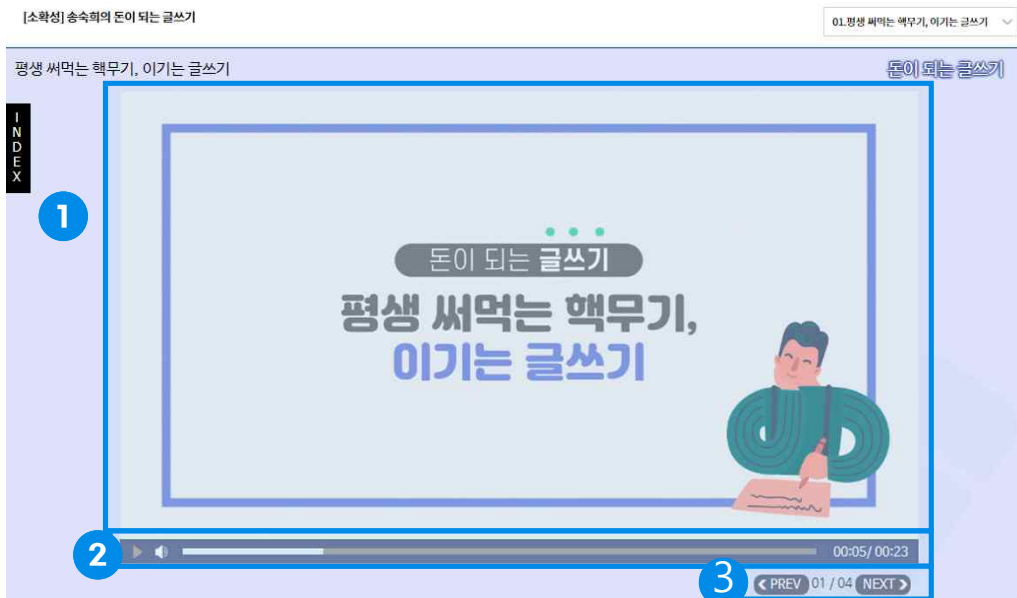 [소확성] 송숙희의 돈이 되는 글쓰기
01.평생 써먹는 핵무기, 이기는 글쓰기
평생 써먹는 핵무기, 이기는 글쓰기
돈이 되는 글쓰기
INDEX
1
돈이 되는 글쓰기
평생 써먹는 핵무기,
이기는 글쓰기
2
00:05/ 00:23
3
PREV 01 / 04 NEXT